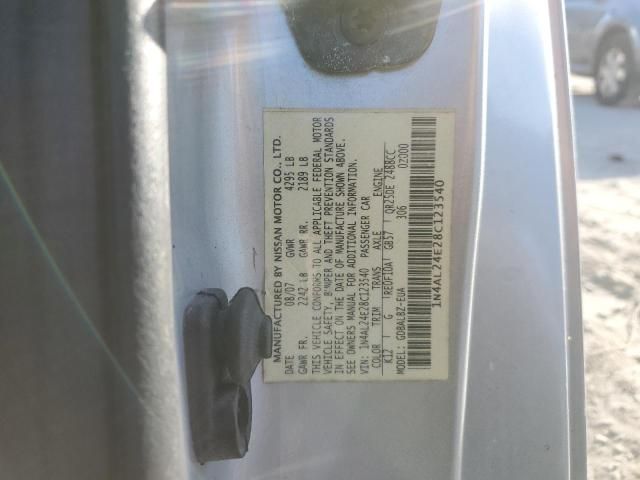 MANUFACTURED BY NISSAN MOTOR CO., LTD.
DATE 08/07 GVWR 4295 LB
GAWR FR. 2242 LB GAWR RR. 2189 LB
THIS VEHICLE CONFORMS TO ALL APPLICABLE FEDERAL MOTOR
VEHICLE SAFETY, BUMPER AND THEFT PREVENTION STANDARDS
IN EFFECT ON THE DATE OF MANUFACTURE SHOWN ABOVE.
SEE OWNERS MANUAL FOR ADDITIONAL INFORMATION.
VIN: 1N4AL24E28C123540 PASSENGER CAR
COLOR TRIM TRANS AXLE ENGINE
K12 G RE0F10A GB57 QR25DE 2488CC
MODEL: GDBALBZ-EUA 306 02000
1N4AL24E28C123540